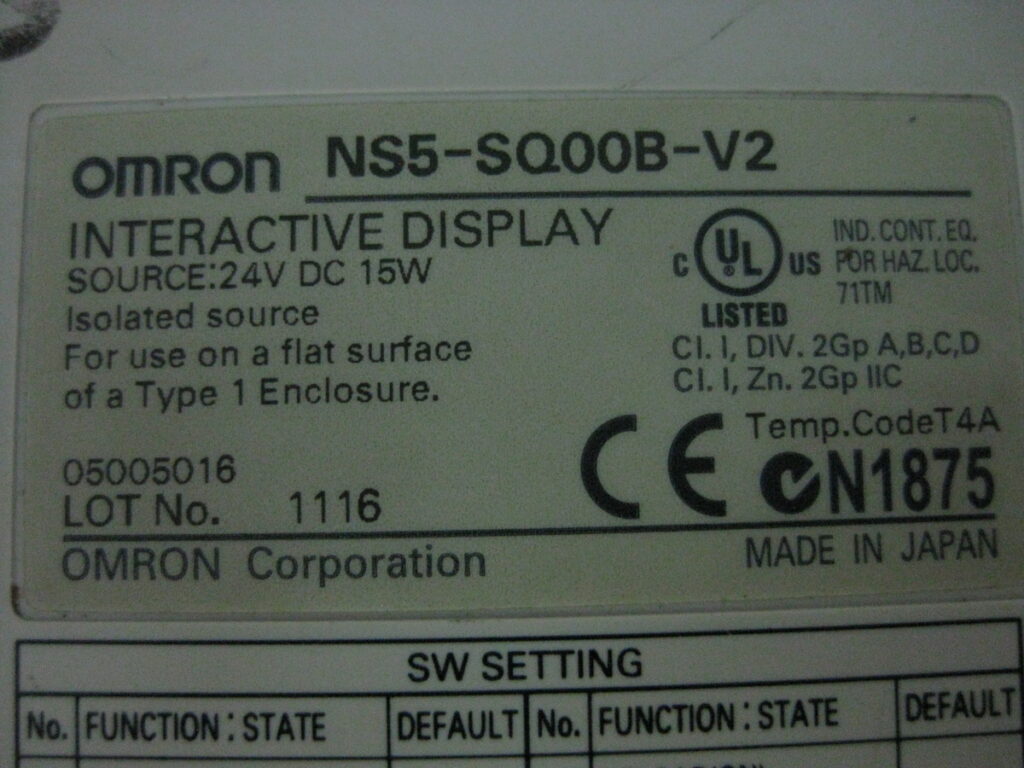 OMRON NS5-SQ00B-V2
INTERACTIVE DISPLAY
SOURCE:24V DC 15W
Isolated source
For use on a flat surface
of a Type 1 Enclosure.
C UL US
LISTED
IND. CONT. EQ.
FOR HAZ. LOC.
71TM
Cl. I, DIV. 2Gp A,B,C,D
Cl. I, Zn. 2Gp IIC
Temp.CodeT4A
CE N1875
05005016
LOT No. 1116
OMRON Corporation
MADE IN JAPAN
SW SETTING
No. FUNCTION : STATE DEFAULT No. FUNCTION : STATE DEFAULT